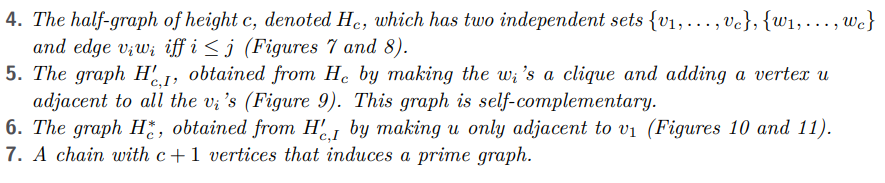 4. The half-graph of height c, denoted H_c, which has two independent sets {v_1, . . . , v_c}, {w_1, . . . , w_c}
and edge v_iw_i iff i ≤ j (Figures 7 and 8).
5. The graph H′_{c,I}, obtained from H_c by making the w_i's a clique and adding a vertex u
adjacent to all the v_i's (Figure 9). This graph is self-complementary.
6. The graph H^*_c, obtained from H′_{c,I} by making u only adjacent to v_1 (Figures 10 and 11).
7. A chain with c + 1 vertices that induces a prime graph.